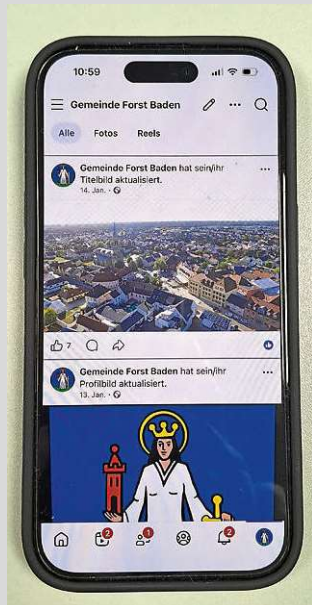 10:59
Gemeinde Forst Baden
Alle Fotos Reels
Gemeinde Forst Baden hat sein/ihr
Titelbild aktualisiert.
14. Jan. ·
7
Gemeinde Forst Baden hat sein/ihr
Profilbild aktualisiert.
13. Jan. ·
2 1 2